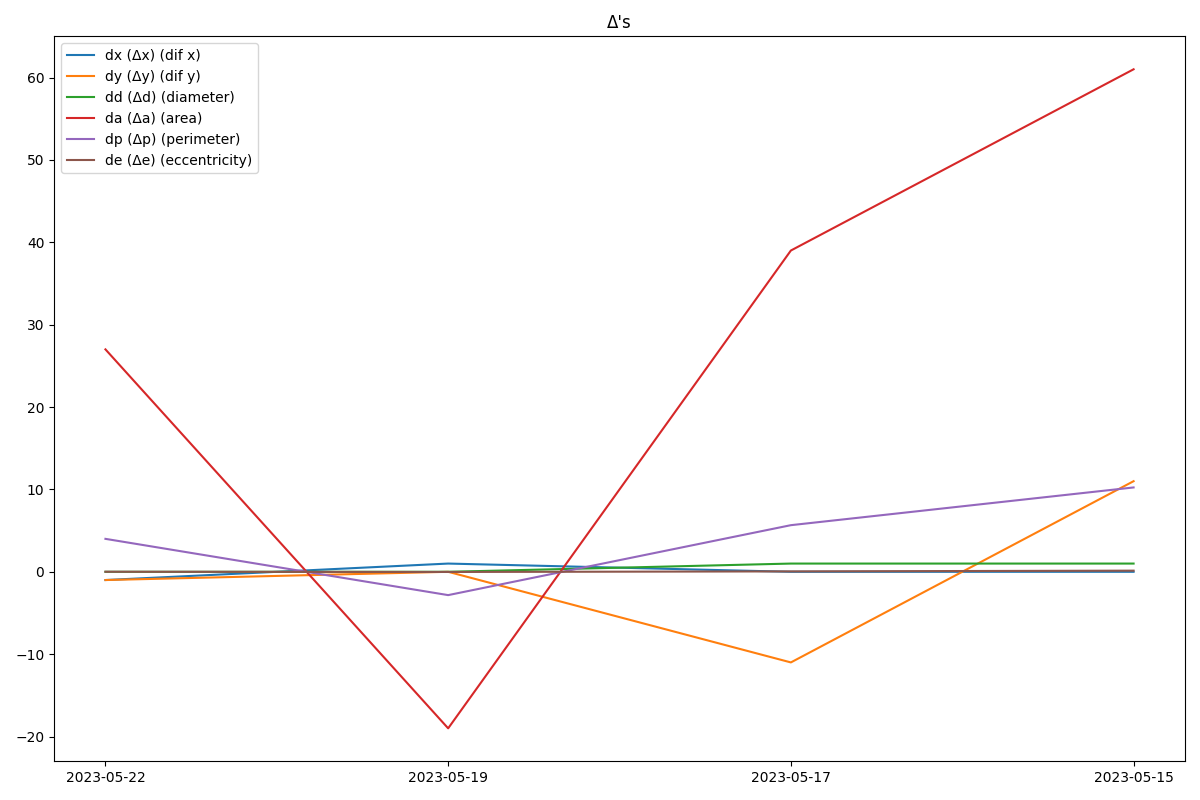 Δ's
dx (Δx) (dif x)
dy (Δy) (dif y)
dd (Δd) (diameter)
da (Δa) (area)
dp (Δp) (perimeter)
de (Δe) (eccentricity)
60
50
40
30
20
10
0
−10
−20
2023-05-22 2023-05-19 2023-05-17 2023-05-15